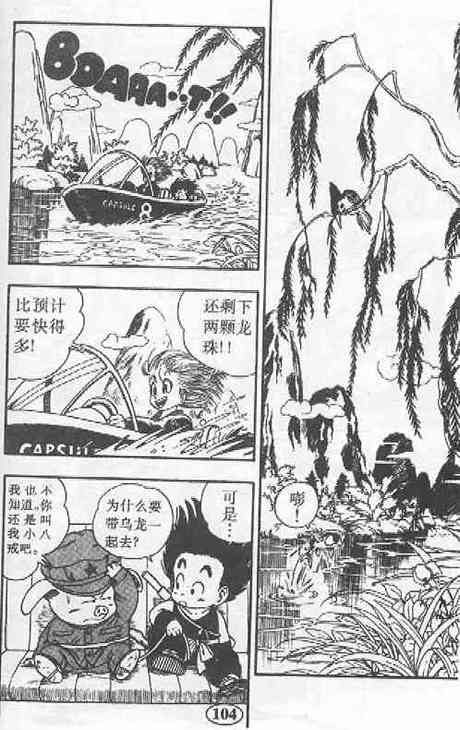 嘭!
BOAAA··T!!
CAPSULE
8
还剩下
两颗龙
珠!!
比预计
要快得
多!
CAPSULE
可是…
为什么要
带乌龙一
起去?
我也不
知道。你
还是叫
我小八
戒吧。
104